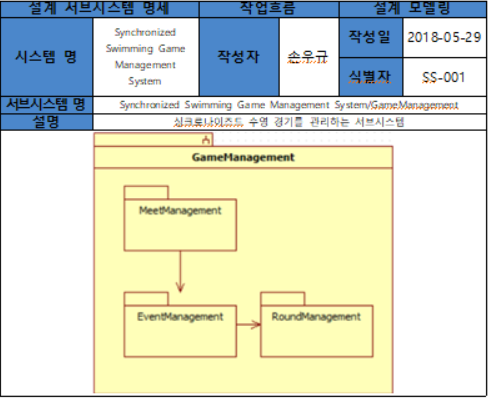 설계 서브시스템 명세 작업흐름 설계 모델링
시스템 명 Synchronized Swimming Game Management System 작성자 손유규 작성일 2018-05-29
식별자 SS-001
서브시스템 명 Synchronized Swimming Game Management System/GameManagement
설명 싱크로나이즈드 수영 경기를 관리하는 서브시스템
GameManagement
MeetManagement
EventManagement RoundManagement